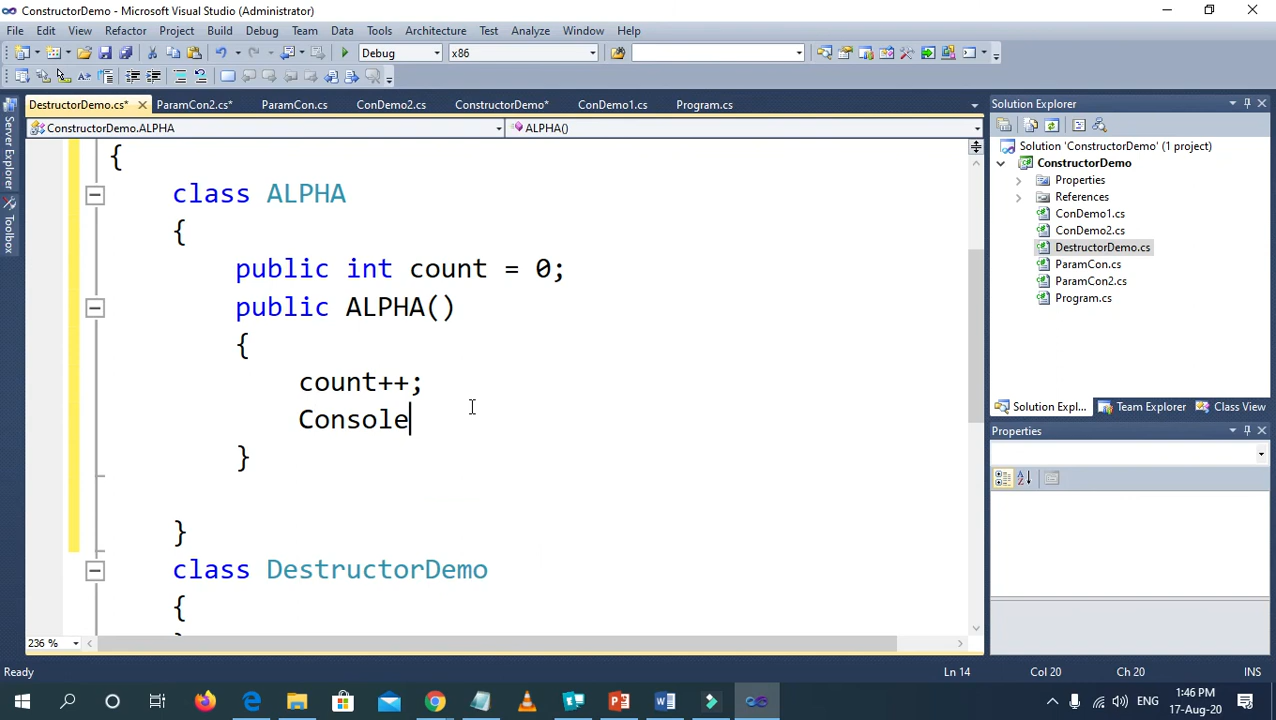 ConstructorDemo - Microsoft Visual Studio (Administrator)
File Edit View Refactor Project Build Debug Team Data Tools Architecture Test Analyze Window Help
Debug x86
DestructorDemo.cs* ParamCon2.cs* ParamCon.cs ConDemo2.cs ConstructorDemo* ConDemo1.cs Program.cs
ConstructorDemo.ALPHA ALPHA()
{
class ALPHA
{
public int count = 0;
public ALPHA()
{
count++;
Console
}
}
class DestructorDemo
{
236 %
Server Explorer
Toolbox
Solution Explorer
Solution 'ConstructorDemo' (1 project)
ConstructorDemo
Properties
References
ConDemo1.cs
ConDemo2.cs
DestructorDemo.cs
ParamCon.cs
ParamCon2.cs
Program.cs
Solution Expl... Team Explorer Class View
Properties
Ready Ln 14 Col 20 Ch 20 INS
ENG 1:46 PM
17-Aug-20